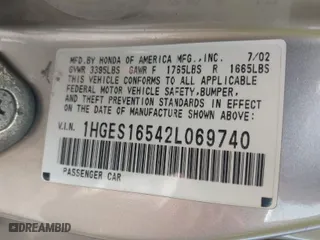 MFD.BY HONDA OF AMERICA MFG.,INC. 7/02
GVWR 3395LBS GAWR F 1765LBS R 1665LBS
THIS VEHICLE CONFORMS TO ALL APPLICABLE
FEDERAL MOTOR VEHICLE SAFETY,BUMPER,
AND THEFT PREVENTION STANDARDS IN EFFECT
ON THE DATE OF MANUFACTURE SHOWN ABOVE.
V.I.N. 1HGES16542L069740
PASSENGER CAR
DREAMBID